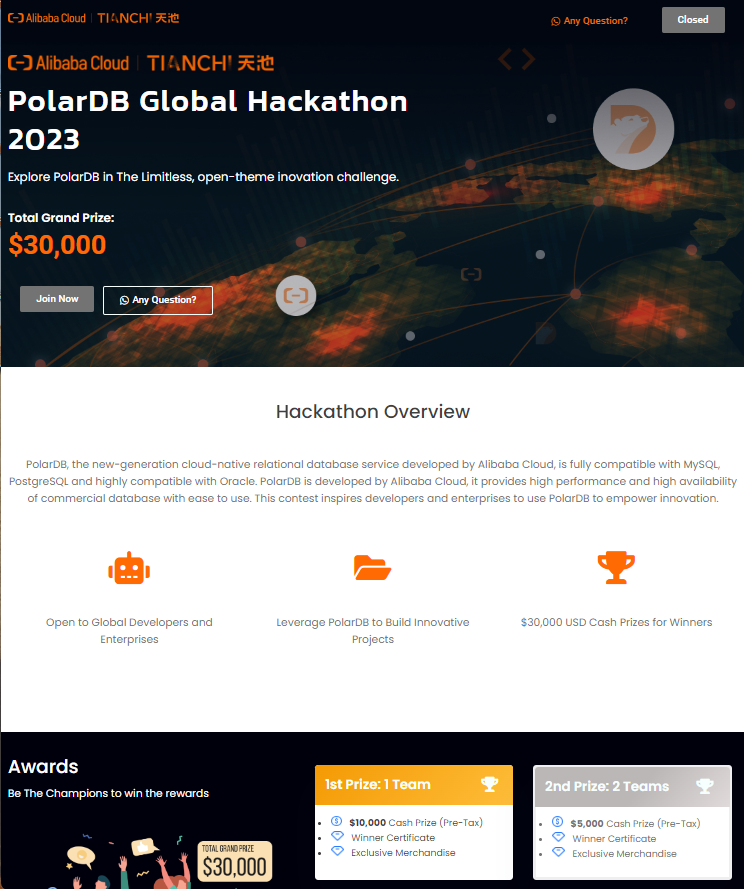 Alibaba Cloud | TIANCHI 天池
Any Question?
Closed
Alibaba Cloud | TIANCHI 天池
PolarDB Global Hackathon
2023
Explore PolarDB in The Limitless, open-theme inovation challenge.
Total Grand Prize:
$30,000
Join Now
Any Question?
Hackathon Overview
PolarDB, the new-generation cloud-native relational database service developed by Alibaba Cloud, is fully compatible with MySQL,
PostgreSQL and highly compatible with Oracle. PolarDB is developed by Alibaba Cloud, it provides high performance and high availability
of commercial database with ease to use. This contest inspires developers and enterprises to use PolarDB to empower innovation.
Open to Global Developers and
Enterprises
Leverage PolarDB to Build Innovative
Projects
$30,000 USD Cash Prizes for Winners
Awards
Be The Champions to win the rewards
TOTAL GRAND PRIZE
$30,000
1st Prize: 1 Team
$10,000 Cash Prize (Pre-Tax)
Winner Certificate
Exclusive Merchandise
2nd Prize: 2 Teams
$5,000 Cash Prize (Pre-Tax)
Winner Certificate
Exclusive Merchandise